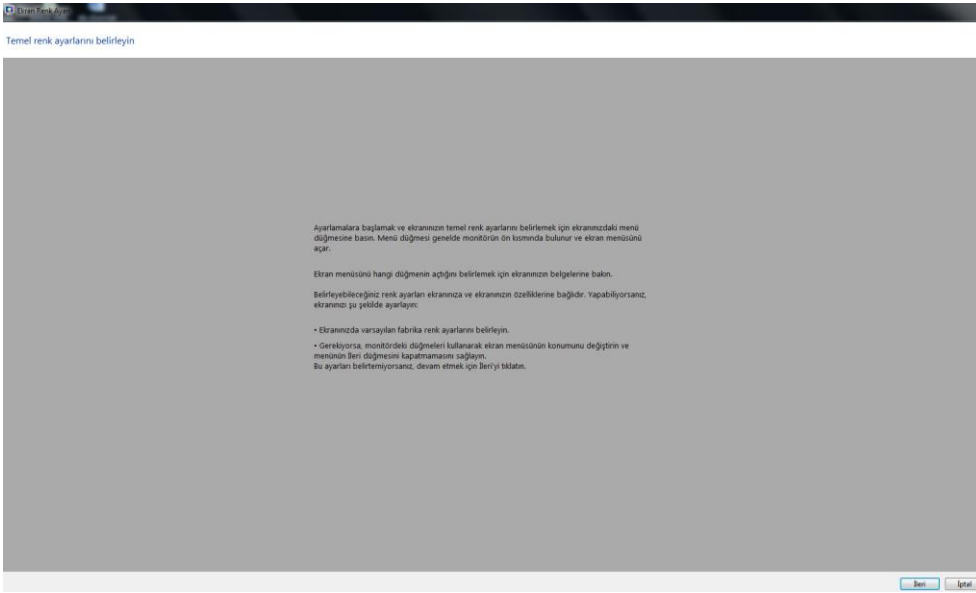 Ekran Renk Ayarı
Temel renk ayarlarını belirleyin
Ayarlamalara başlamak ve ekranınızın temel renk ayarlarını belirlemek için ekranınızdaki menü
düğmesine basın. Menü düğmesi genelde monitörün ön kısmında bulunur ve ekran menüsünü
açar.
Ekran menüsünü hangi düğmenin açtığını belirlemek için ekranınızın belgelerine bakın.
Belirleyebileceğiniz renk ayarları ekranınıza ve ekranınızın özelliklerine bağlıdır. Yapabiliyorsanız,
ekranınızı şu şekilde ayarlayın:
• Ekranınızda varsayılan fabrika renk ayarlarını belirleyin.
• Gerekiyorsa, monitördeki düğmeleri kullanarak ekran menüsünün konumunu değiştirin ve
menünün İleri düğmesini kapatmamasını sağlayın.
Bu ayarları belirtemiyorsanız, devam etmek için İleri'yi tıklatın.
İleri İptal